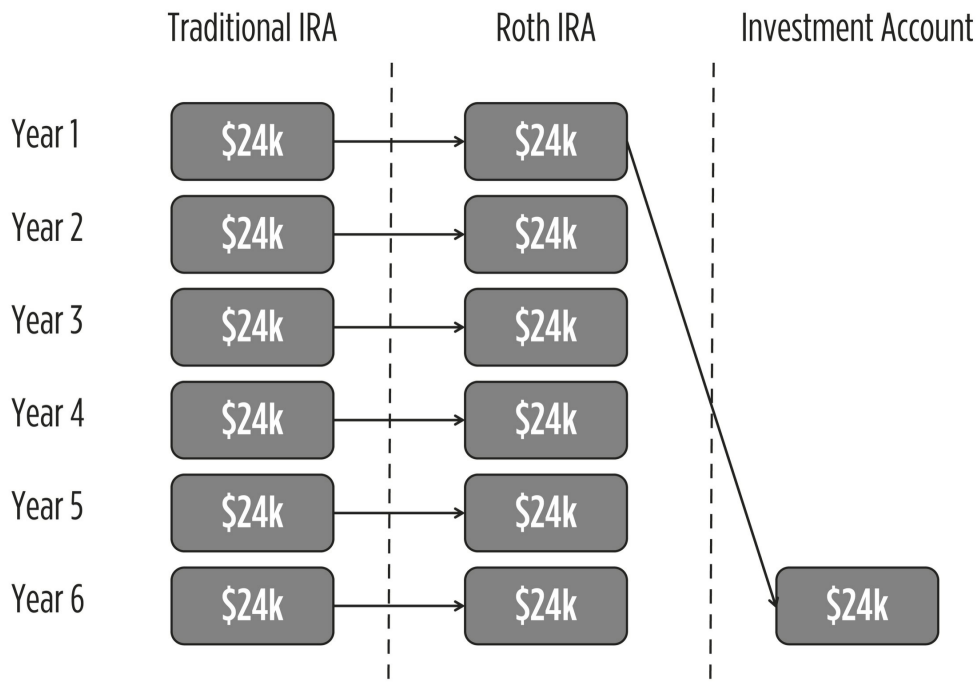 Traditional IRA Roth IRA Investment Account
Year 1 $24k $24k
Year 2 $24k $24k
Year 3 $24k $24k
Year 4 $24k $24k
Year 5 $24k $24k
Year 6 $24k $24k $24k